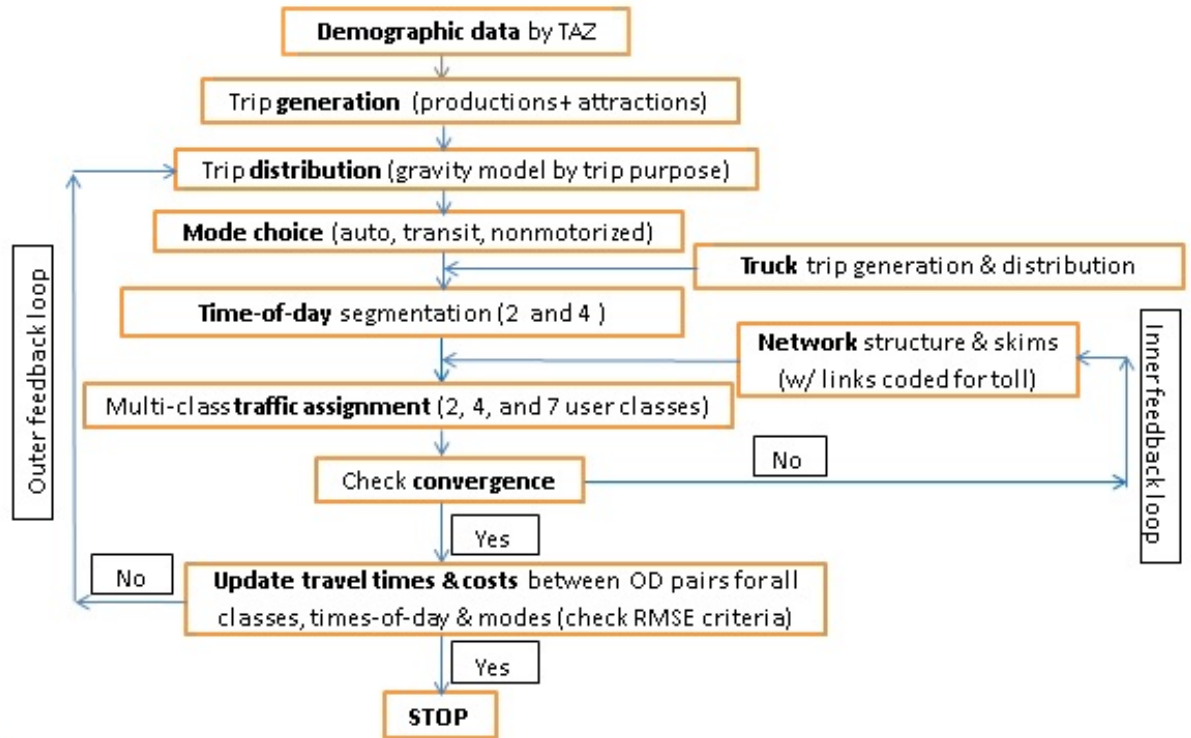 Demographic data by TAZ
Trip generation (productions+ attractions)
Trip distribution (gravity model by trip purpose)
Mode choice (auto, transit, nonmotorized)
Truck trip generation & distribution
Time-of-day segmentation (2 and 4 )
Network structure & skims
(w/ links coded for toll)
Multi-class traffic assignment (2, 4, and 7 user classes)
Outer feedback loop
Inner feedback loop
No
Check convergence
Yes
No
Update travel times & costs between OD pairs for all
classes, times-of-day & modes (check RMSE criteria)
Yes
STOP